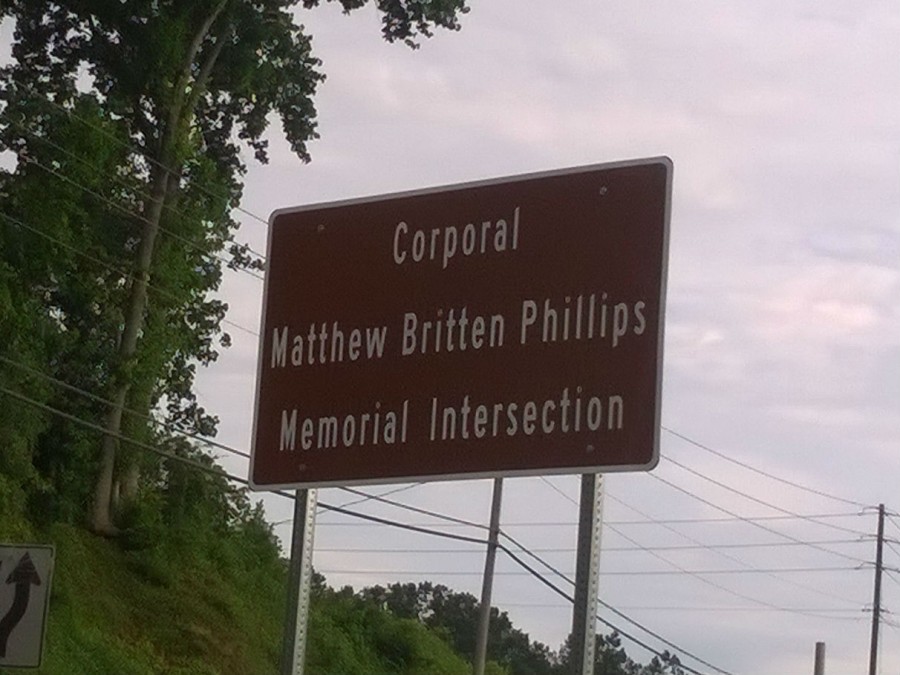 Corporal
Matthew Britten Phillips
Memorial Intersection